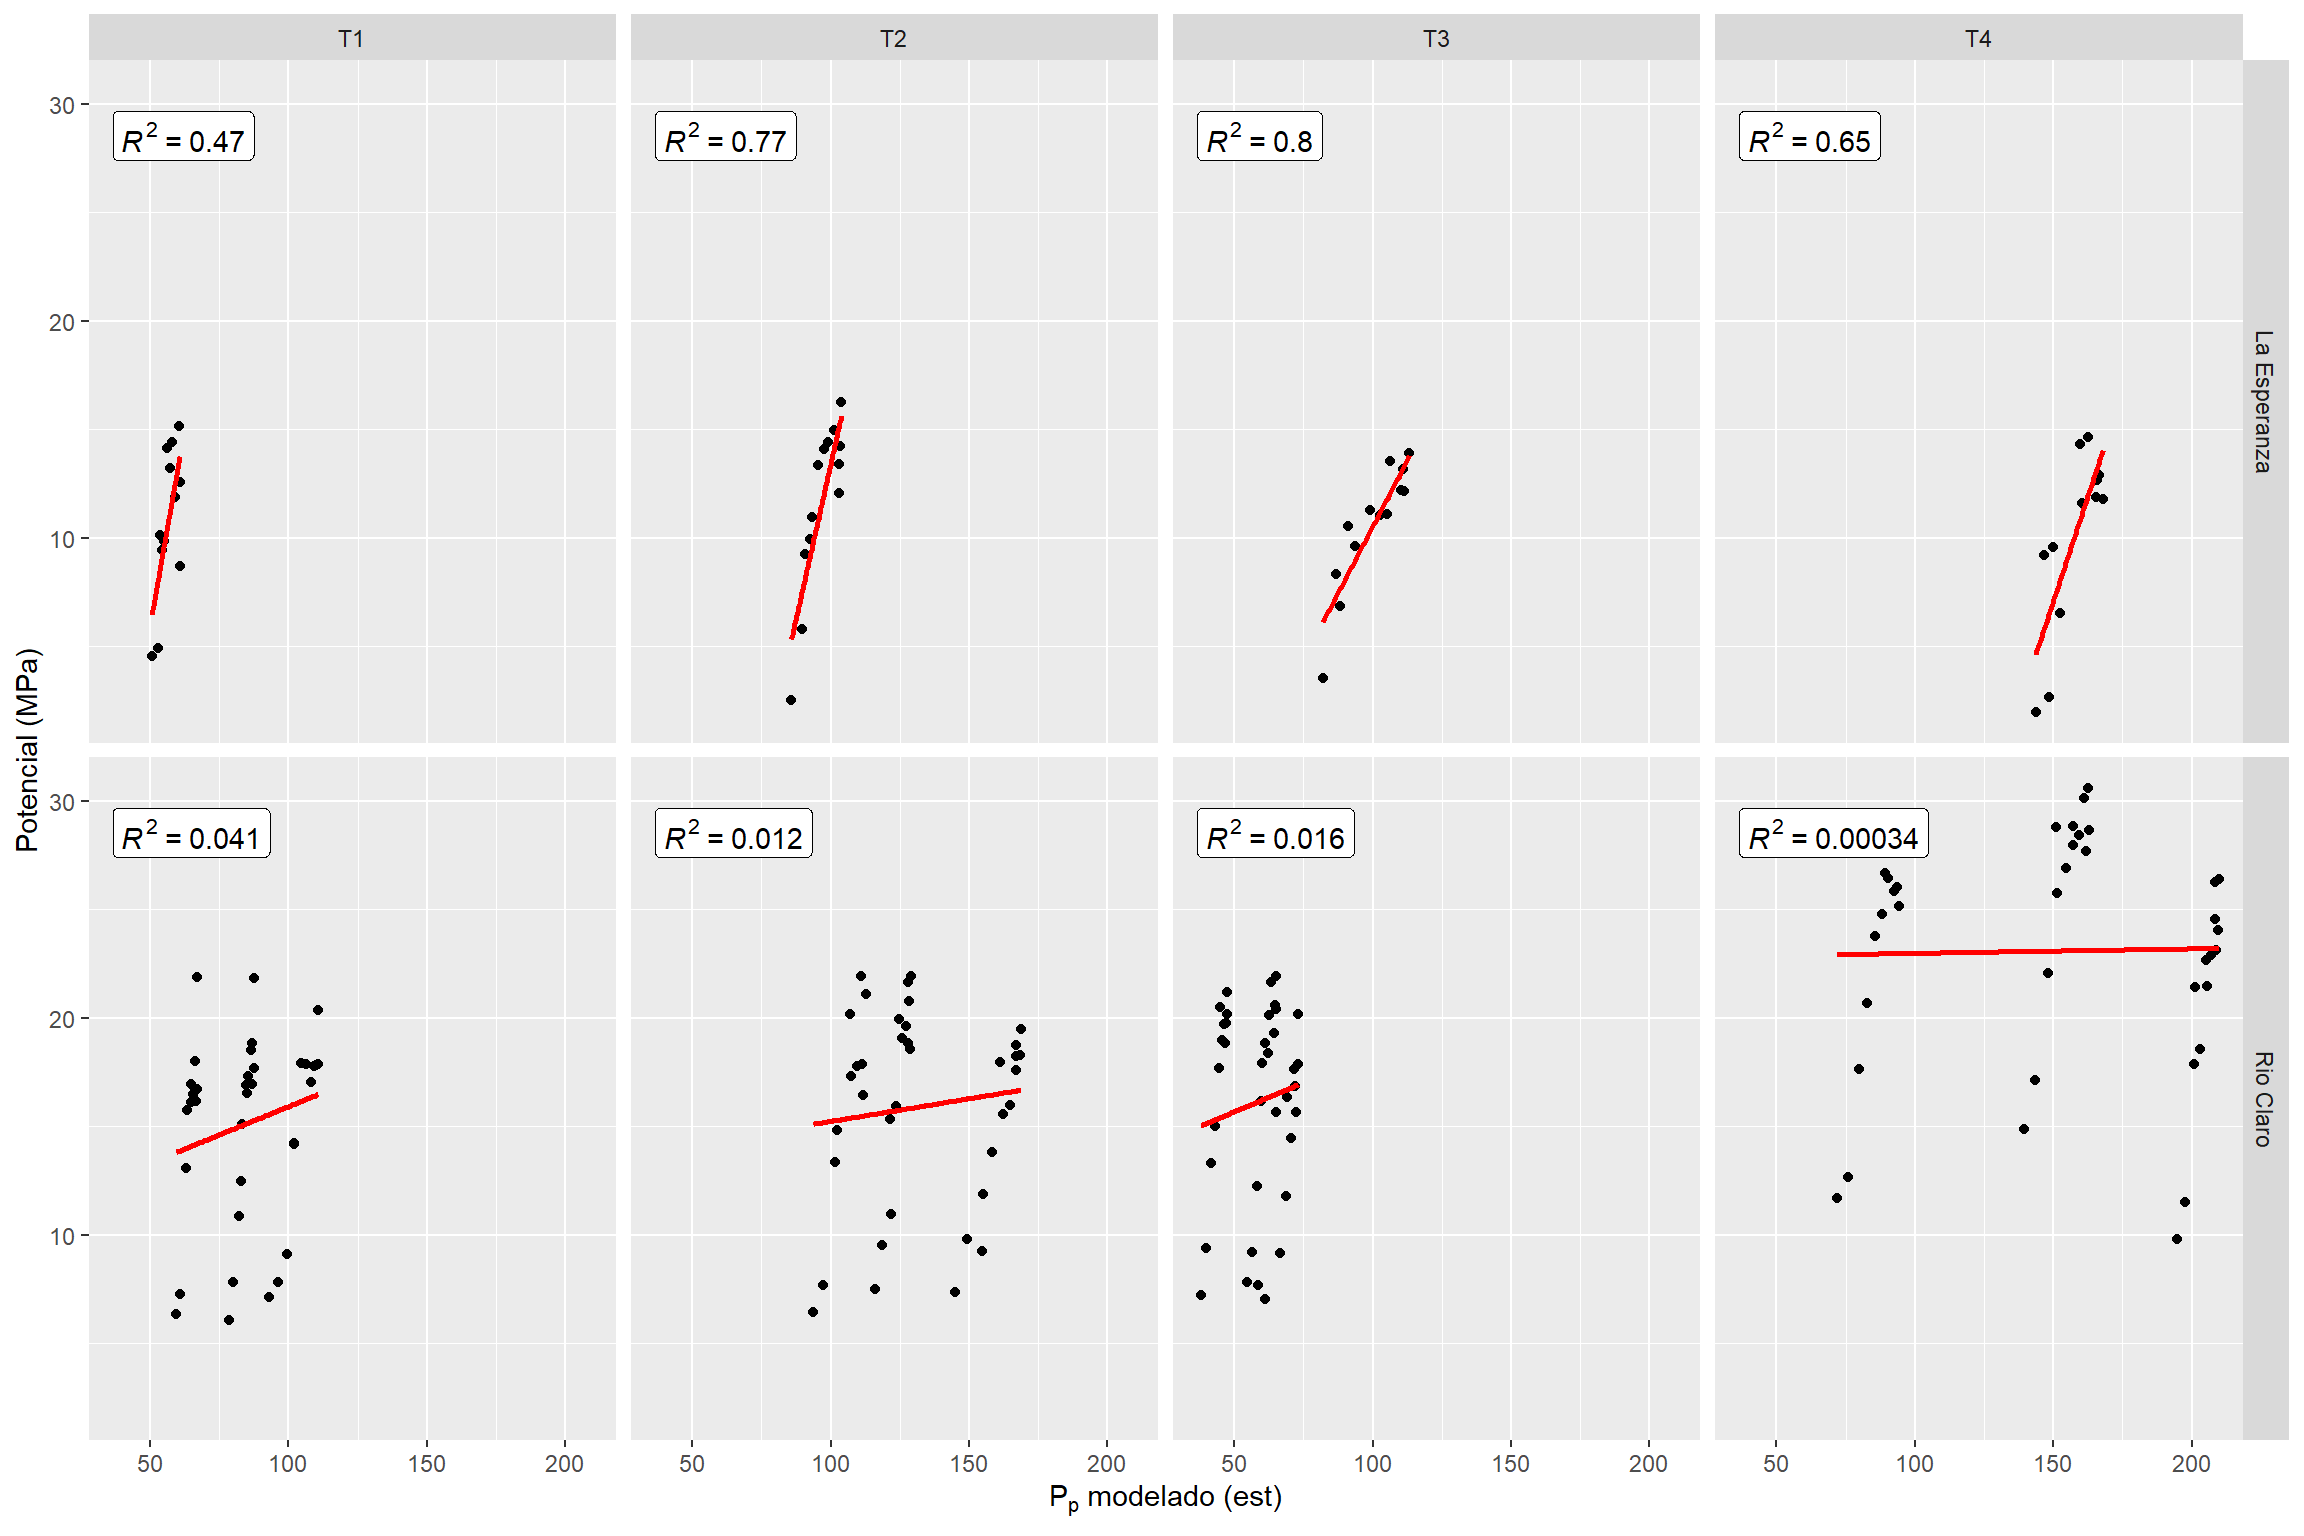 T1 T2 T3 T4
30
R² = 0.47 R² = 0.77 R² = 0.8 R² = 0.65
20
La Esperanza
10
Potencial (MPa)
30
R² = 0.041 R² = 0.012 R² = 0.016 R² = 0.00034
20
Rio Claro
10
50 100 150 200 50 100 150 200 50 100 150 200 50 100 150 200
Pₚ modelado (est)